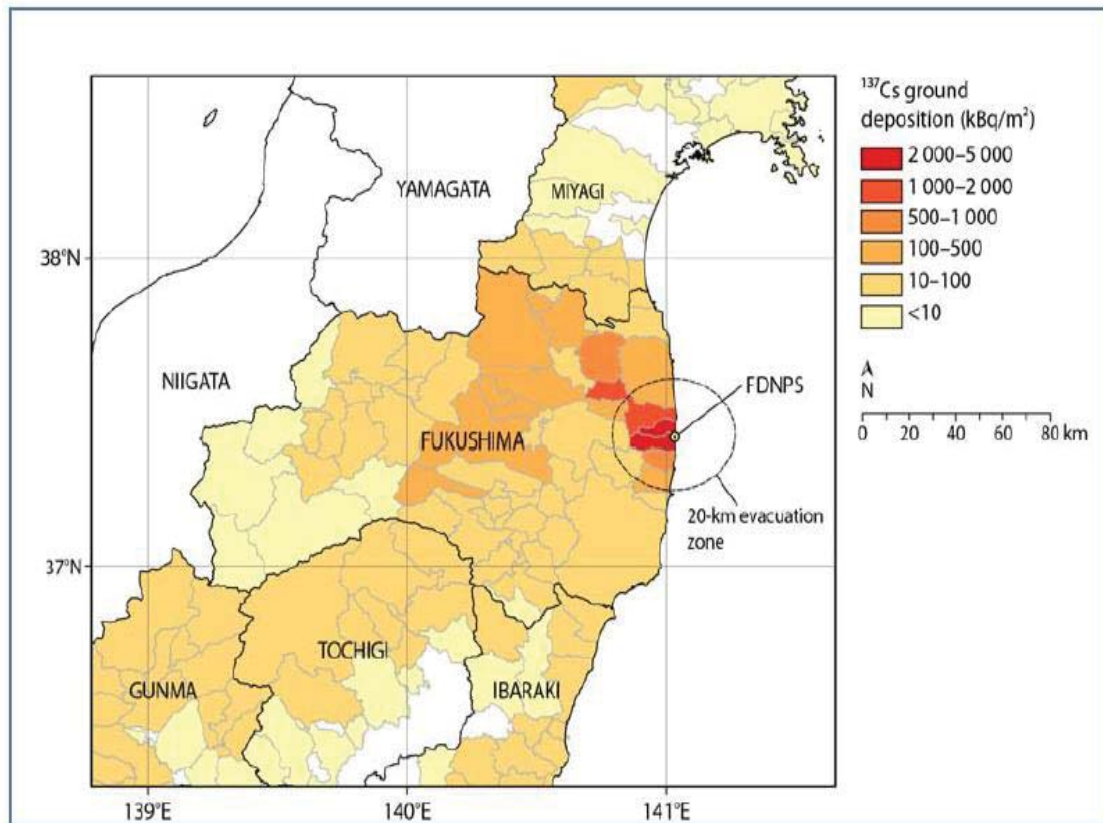 ¹³⁷Cs ground
deposition (kBq/m²)
2 000–5 000
1 000–2 000
500–1 000
100–500
10–100
<10
YAMAGATA
MIYAGI
38°N
NIIGATA
FDNPS
N
0 20 40 60 80 km
FUKUSHIMA
20-km evacuation
zone
37°N
TOCHIGI
GUNMA
IBARAKI
139°E
140°E
141°E